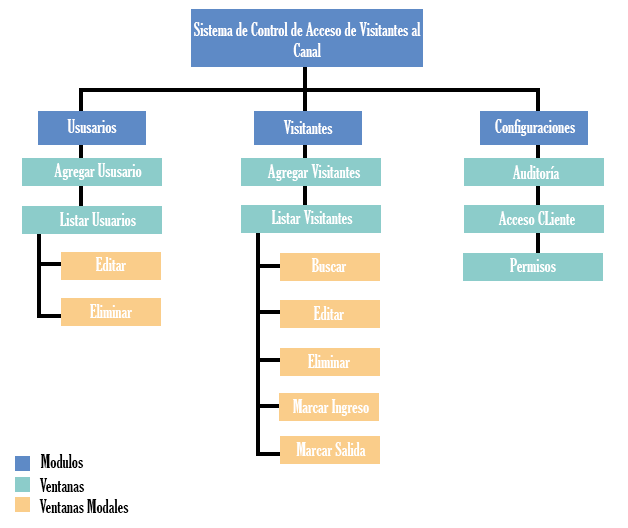 Sistema de Control de Acceso de Visitantes al
Canal
Ususarios
Agregar Ususario
Listar Usuarios
Editar
Eliminar
Visitantes
Agregar Visitantes
Listar Visitantes
Buscar
Editar
Eliminar
Marcar Ingreso
Marcar Salida
Configuraciones
Auditoría
Acceso CLiente
Permisos
Modulos
Ventanas
Ventanas Modales